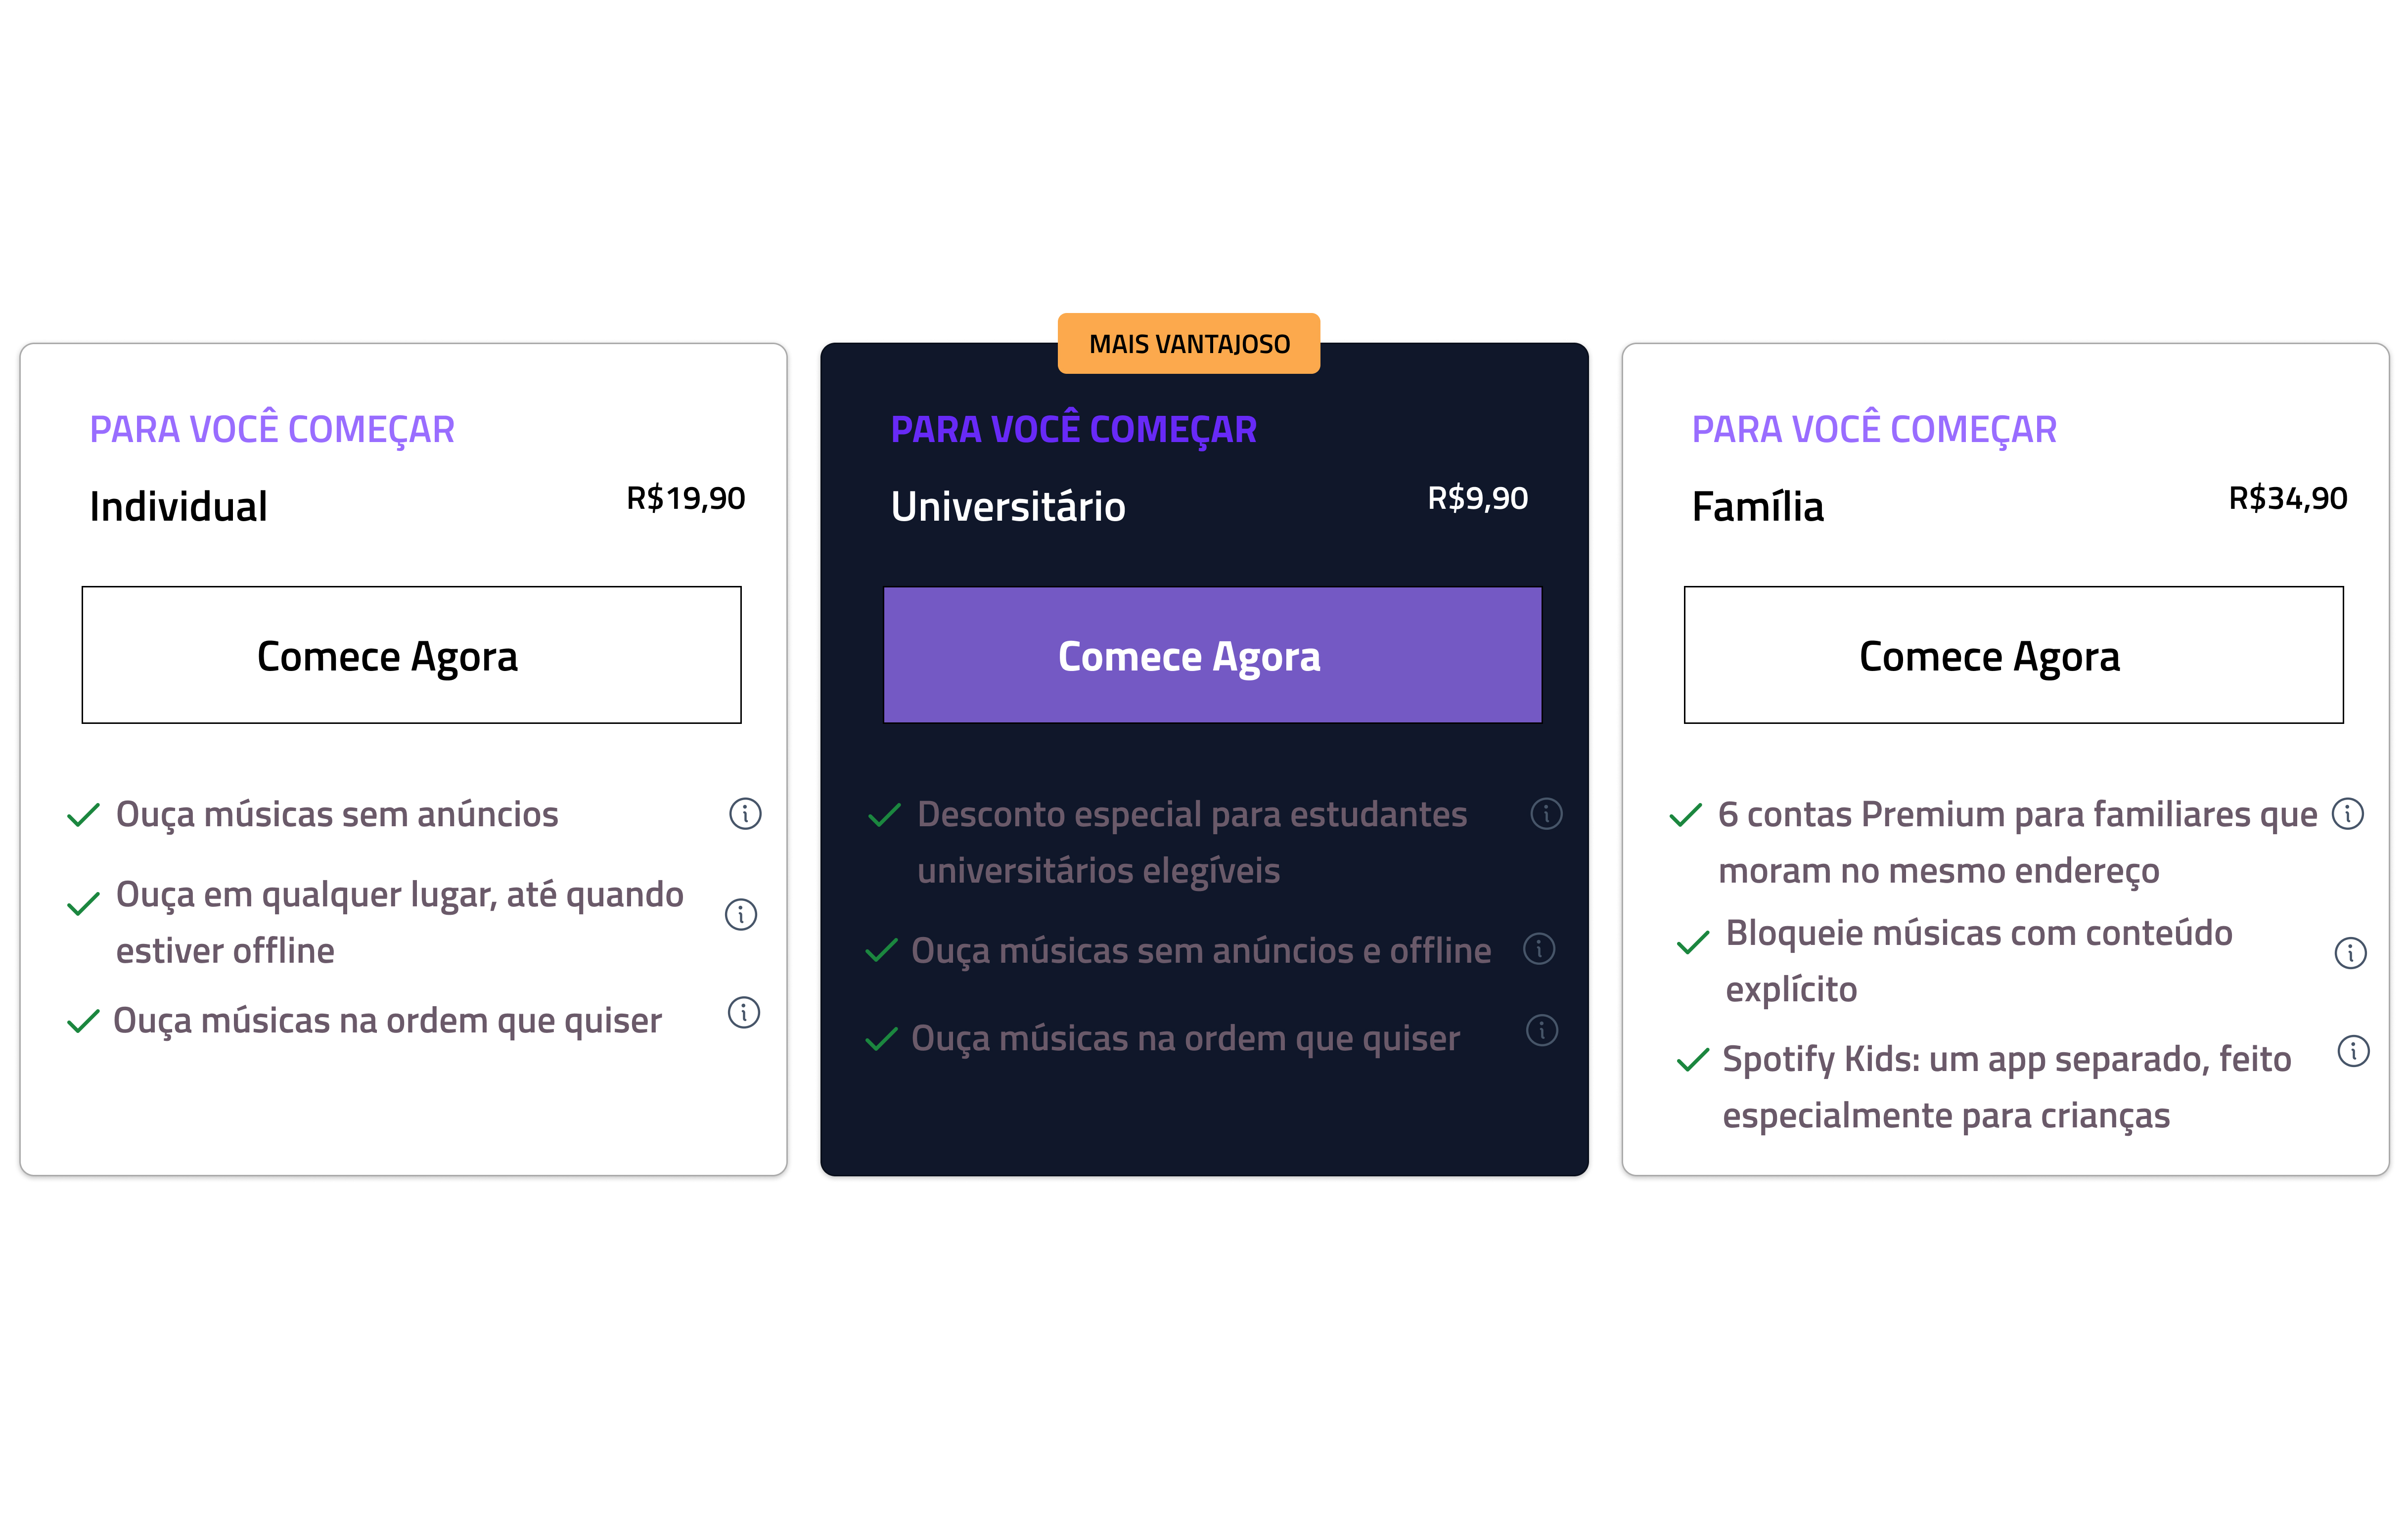 PARA VOCÊ COMEÇAR
Individual
R$19,90
Comece Agora
Ouça músicas sem anúncios
Ouça em qualquer lugar, até quando
estiver offline
Ouça músicas na ordem que quiser
MAIS VANTAJOSO
PARA VOCÊ COMEÇAR
Universitário
R$9,90
Comece Agora
Desconto especial para estudantes
universitários elegíveis
Ouça músicas sem anúncios e offline
Ouça músicas na ordem que quiser
PARA VOCÊ COMEÇAR
Família
R$34,90
Comece Agora
6 contas Premium para familiares que
moram no mesmo endereço
Bloqueie músicas com conteúdo
explícito
Spotify Kids: um app separado, feito
especialmente para crianças